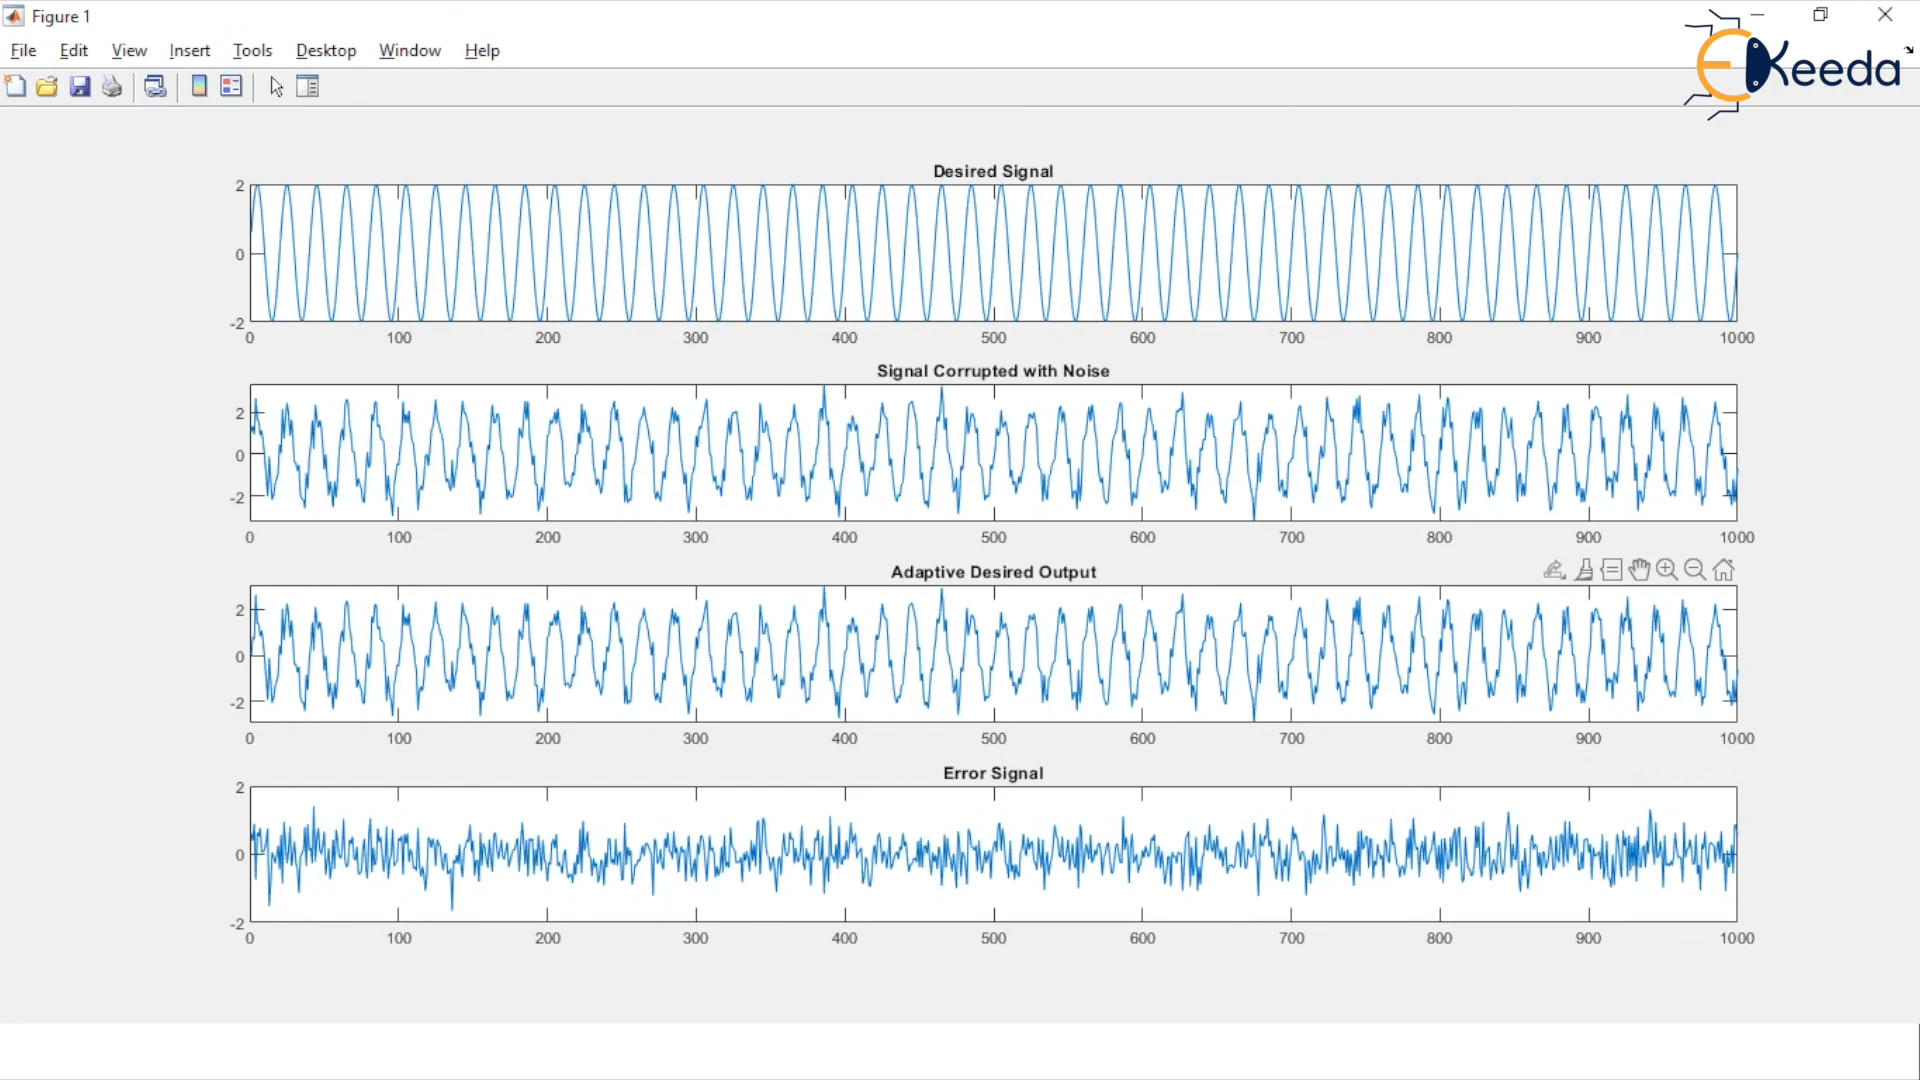 Figure 1
File Edit View Insert Tools Desktop Window Help
EKeeda
Desired Signal
2
0
-2
0 100 200 300 400 500 600 700 800 900 1000
Signal Corrupted with Noise
2
0
-2
0 100 200 300 400 500 600 700 800 900 1000
Adaptive Desired Output
2
0
-2
0 100 200 300 400 500 600 700 800 900 1000
Error Signal
2
0
-2
0 100 200 300 400 500 600 700 800 900 1000